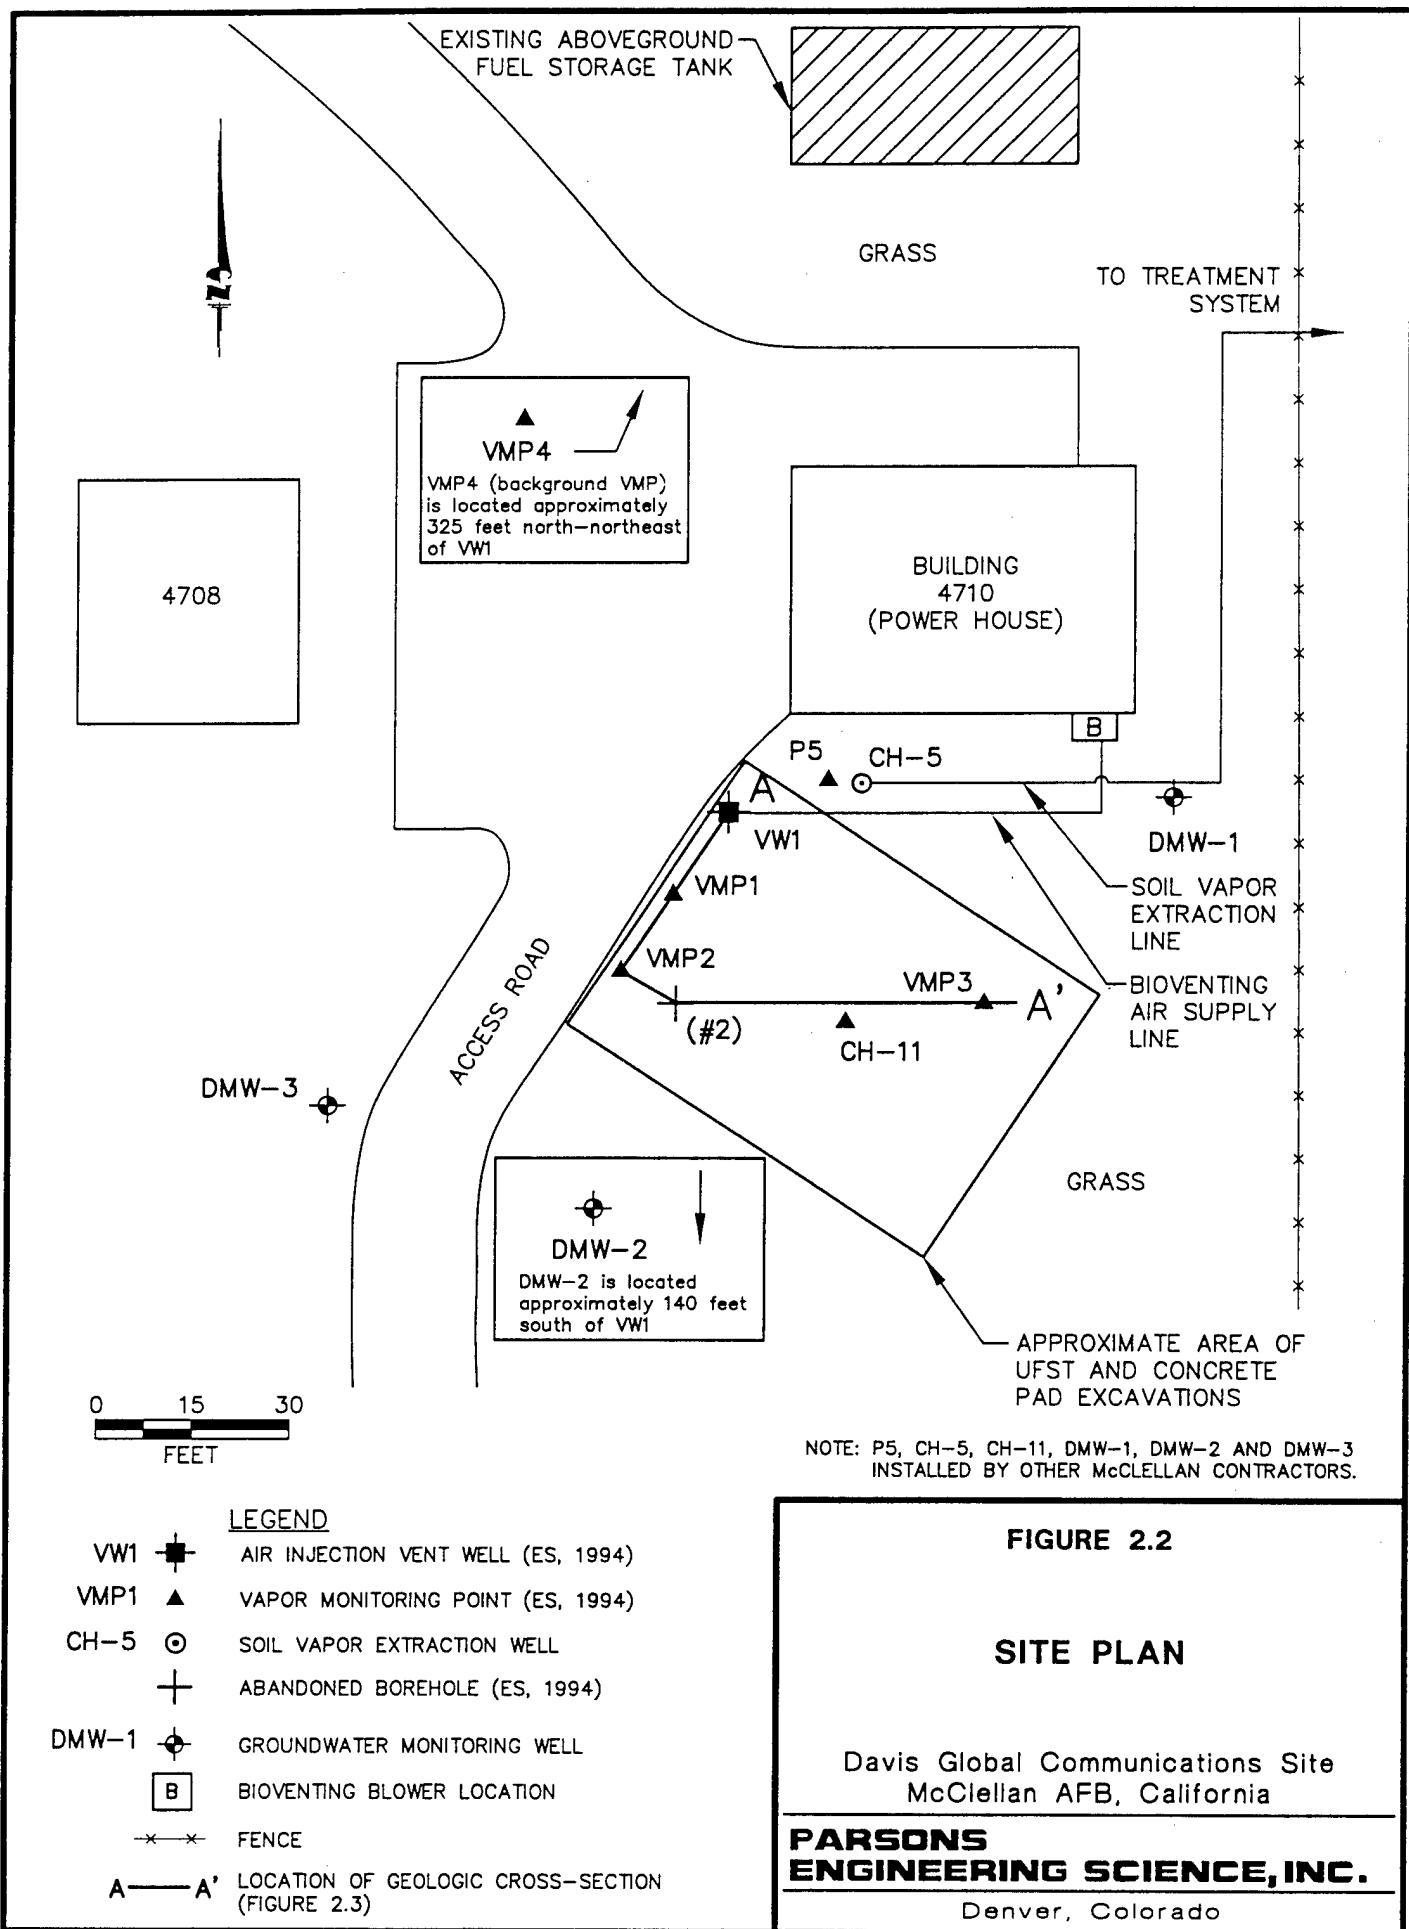 EXISTING ABOVEGROUND
FUEL STORAGE TANK
GRASS
TO TREATMENT
SYSTEM
N
VMP4
VMP4 (background VMP)
is located approximately
325 feet north-northeast
of VW1
4708
BUILDING
4710
(POWER HOUSE)
B
P5
CH-5
A
VW1
DMW-1
VMP1
SOIL VAPOR
EXTRACTION
LINE
VMP2
VMP3
A'
BIOVENTING
AIR SUPPLY
LINE
(#2)
CH-11
ACCESS ROAD
DMW-3
GRASS
DMW-2
DMW-2 is located
approximately 140 feet
south of VW1
APPROXIMATE AREA OF
UFST AND CONCRETE
PAD EXCAVATIONS
0 15 30
FEET
NOTE: P5, CH-5, CH-11, DMW-1, DMW-2 AND DMW-3
INSTALLED BY OTHER McCLELLAN CONTRACTORS.
LEGEND
VW1 AIR INJECTION VENT WELL (ES, 1994)
VMP1 VAPOR MONITORING POINT (ES, 1994)
CH-5 SOIL VAPOR EXTRACTION WELL
ABANDONED BOREHOLE (ES, 1994)
DMW-1 GROUNDWATER MONITORING WELL
B BIOVENTING BLOWER LOCATION
FENCE
A A' LOCATION OF GEOLOGIC CROSS-SECTION
(FIGURE 2.3)
FIGURE 2.2
SITE PLAN
Davis Global Communications Site
McClellan AFB, California
PARSONS
ENGINEERING SCIENCE, INC.
Denver, Colorado